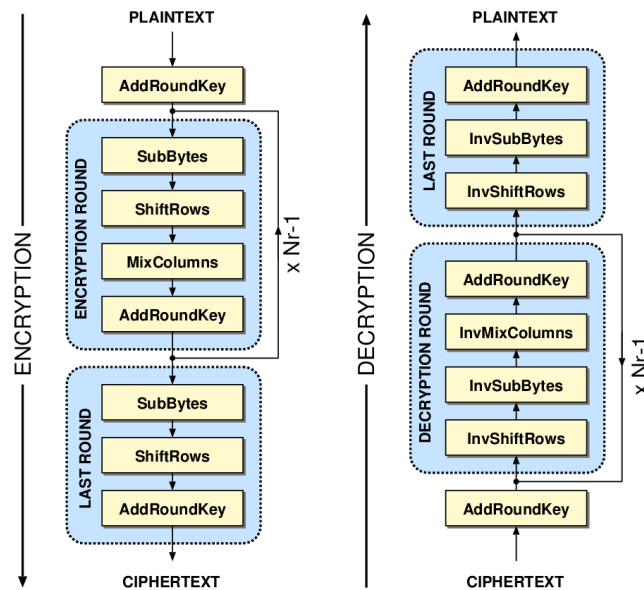 PLAINTEXT
AddRoundKey
SubBytes
ShiftRows
MixColumns
AddRoundKey
ENCRYPTION ROUND
x Nr-1
SubBytes
ShiftRows
AddRoundKey
LAST ROUND
CIPHERTEXT
ENCRYPTION
PLAINTEXT
AddRoundKey
InvSubBytes
InvShiftRows
LAST ROUND
AddRoundKey
InvMixColumns
InvSubBytes
InvShiftRows
DECRYPTION ROUND
x Nr-1
AddRoundKey
CIPHERTEXT
DECRYPTION